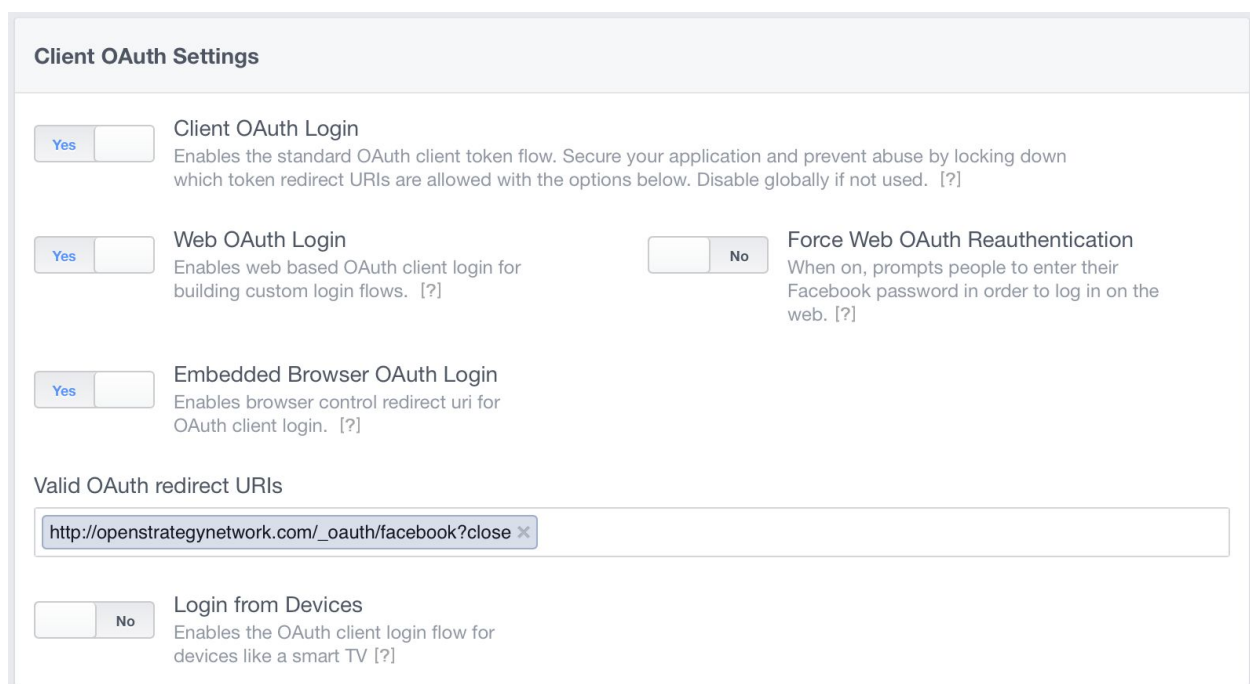 Client OAuth Settings
Yes
Client OAuth Login
Enables the standard OAuth client token flow. Secure your application and prevent abuse by locking down
which token redirect URIs are allowed with the options below. Disable globally if not used. [?]
Yes
Web OAuth Login
Enables web based OAuth client login for
building custom login flows. [?]
No
Force Web OAuth Reauthentication
When on, prompts people to enter their
Facebook password in order to log in on the
web. [?]
Yes
Embedded Browser OAuth Login
Enables browser control redirect uri for
OAuth client login. [?]
Valid OAuth redirect URIs
http://openstrategynetwork.com/_oauth/facebook?close ×
No
Login from Devices
Enables the OAuth client login flow for
devices like a smart TV [?]